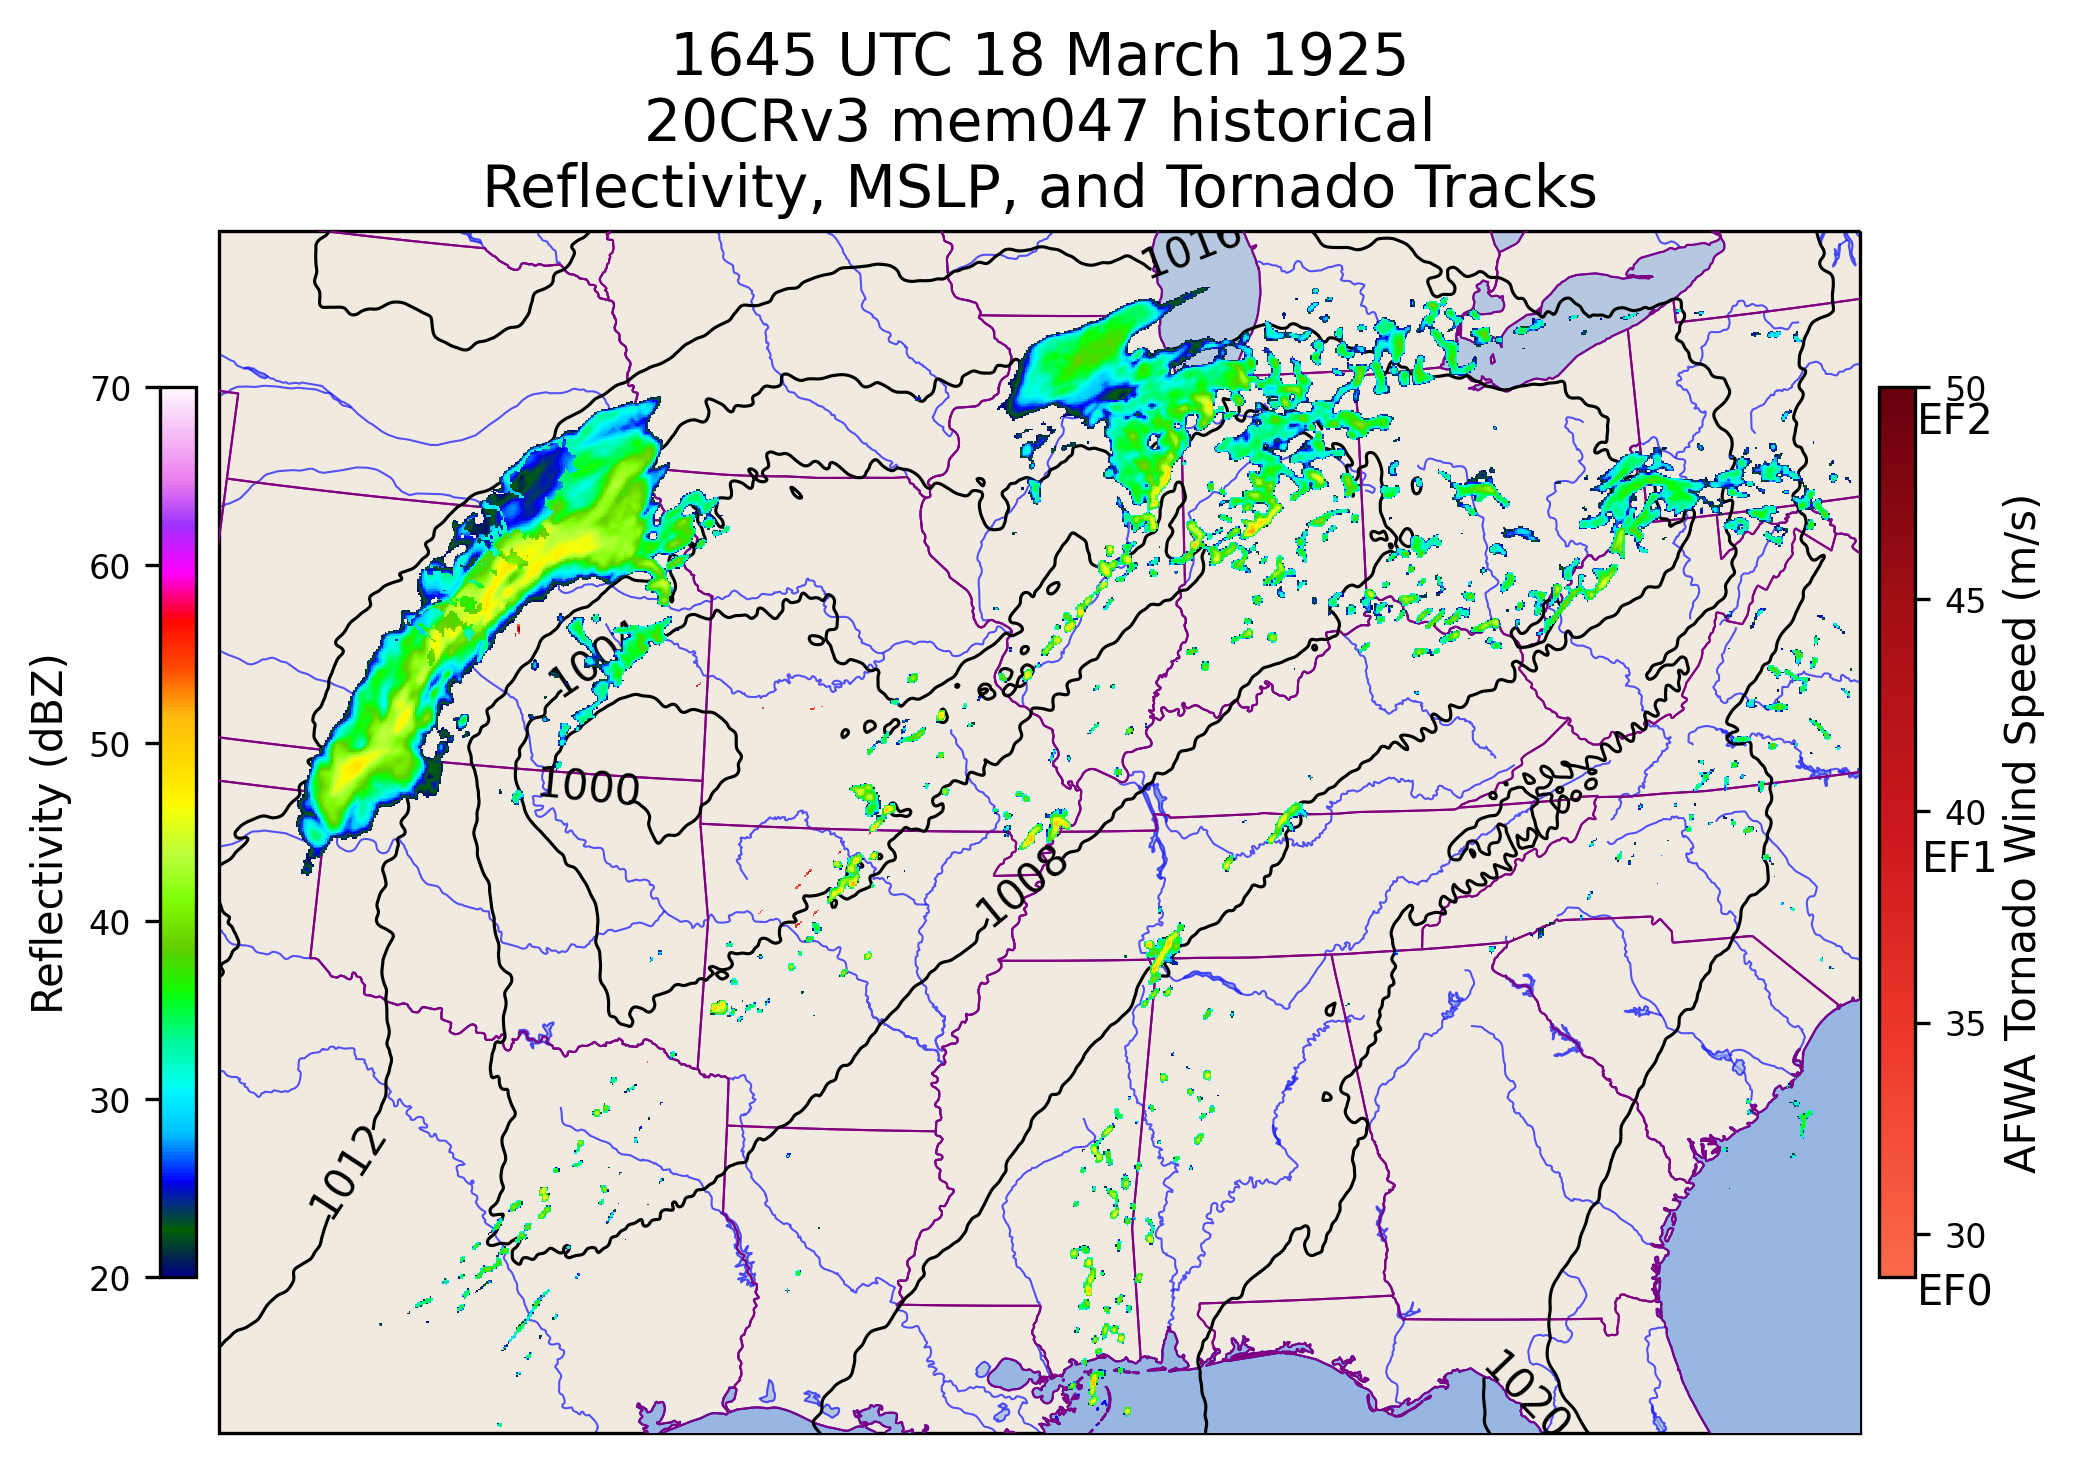 1645 UTC 18 March 1925
20CRv3 mem047 historical
Reflectivity, MSLP, and Tornado Tracks
Reflectivity (dBZ)
70
60
50
40
30
20
1016
1004
1000
1008
1012
1020
50
EF2
45
40
EF1
35
30
EF0
AFWA Tornado Wind Speed (m/s)